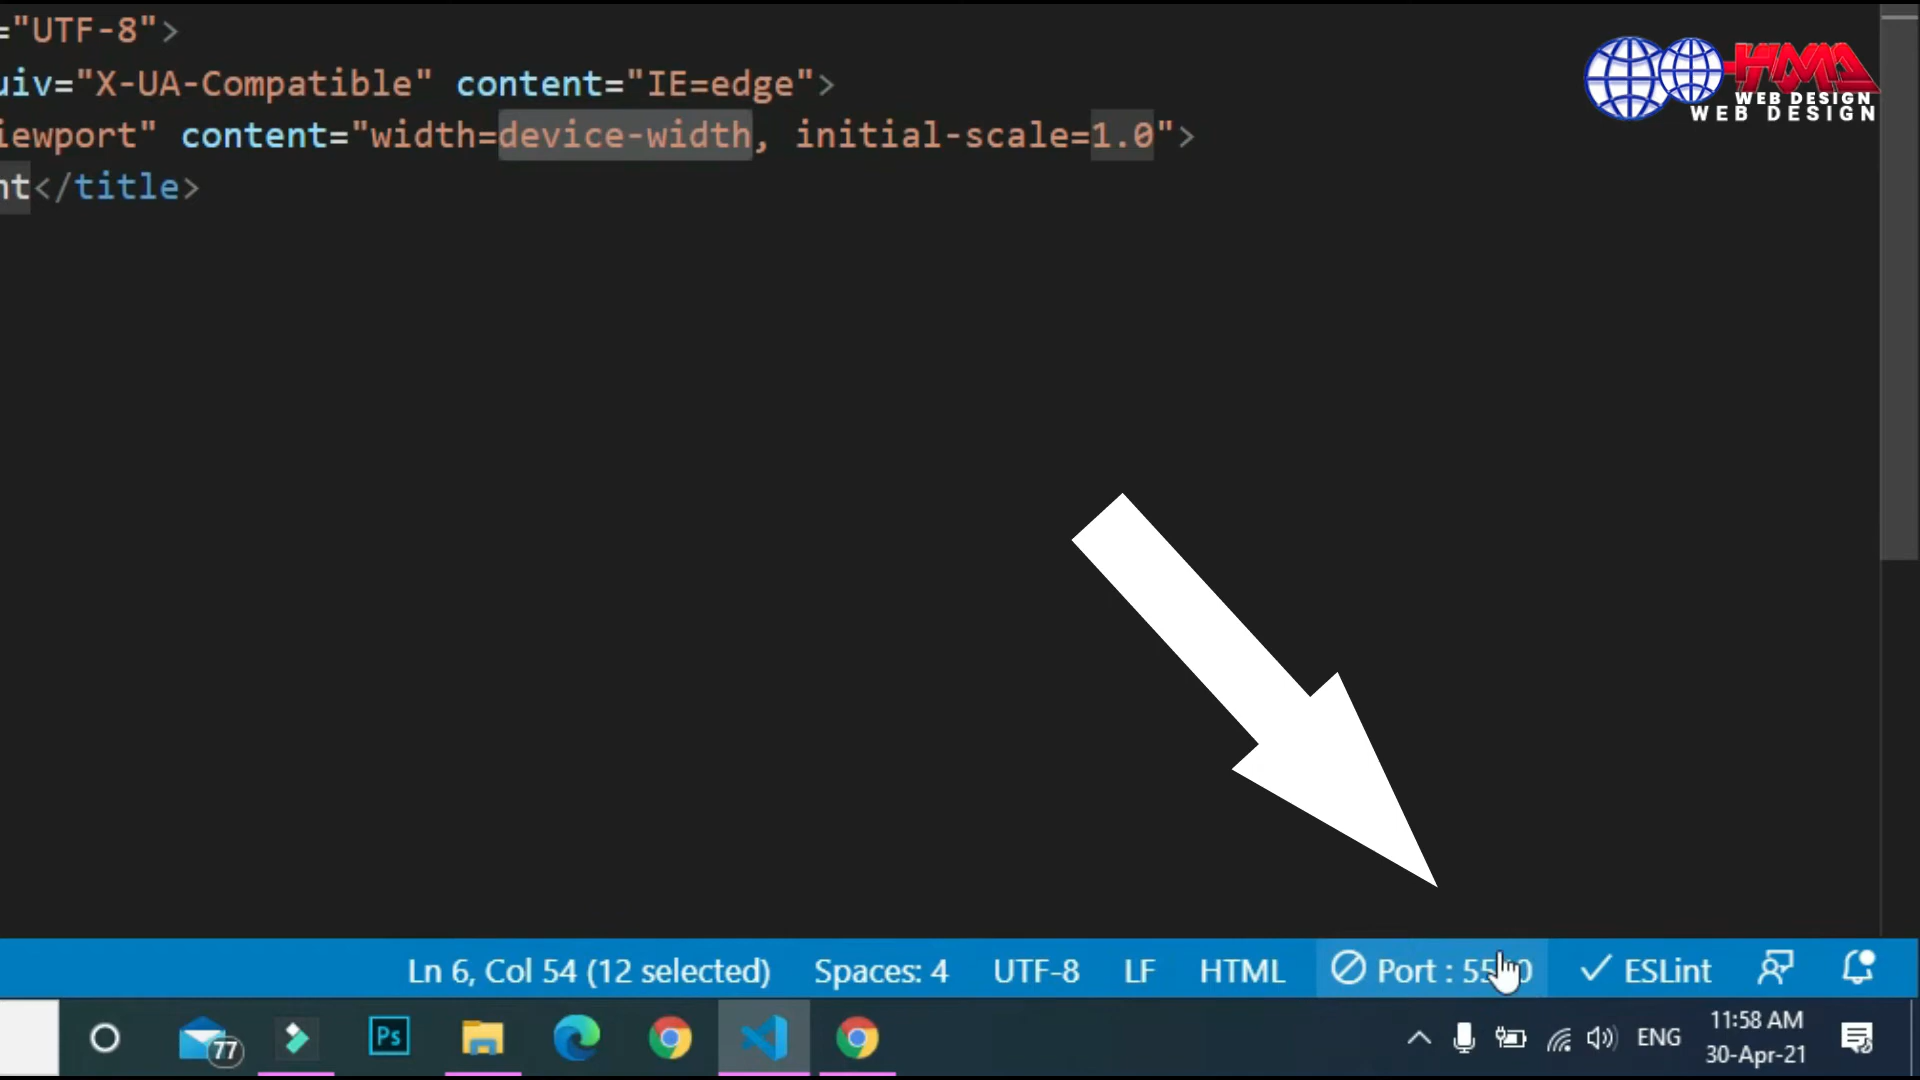 ="UTF-8">
uiv="X-UA-Compatible" content="IE=edge">
iewport" content="width=device-width, initial-scale=1.0">
nt</title>
HMA
WEB DESIGN
WEB DESIGN
Ln 6, Col 54 (12 selected) Spaces: 4 UTF-8 LF HTML Port : ESLint
77 Ps ENG 11:58 AM
30-Apr-21